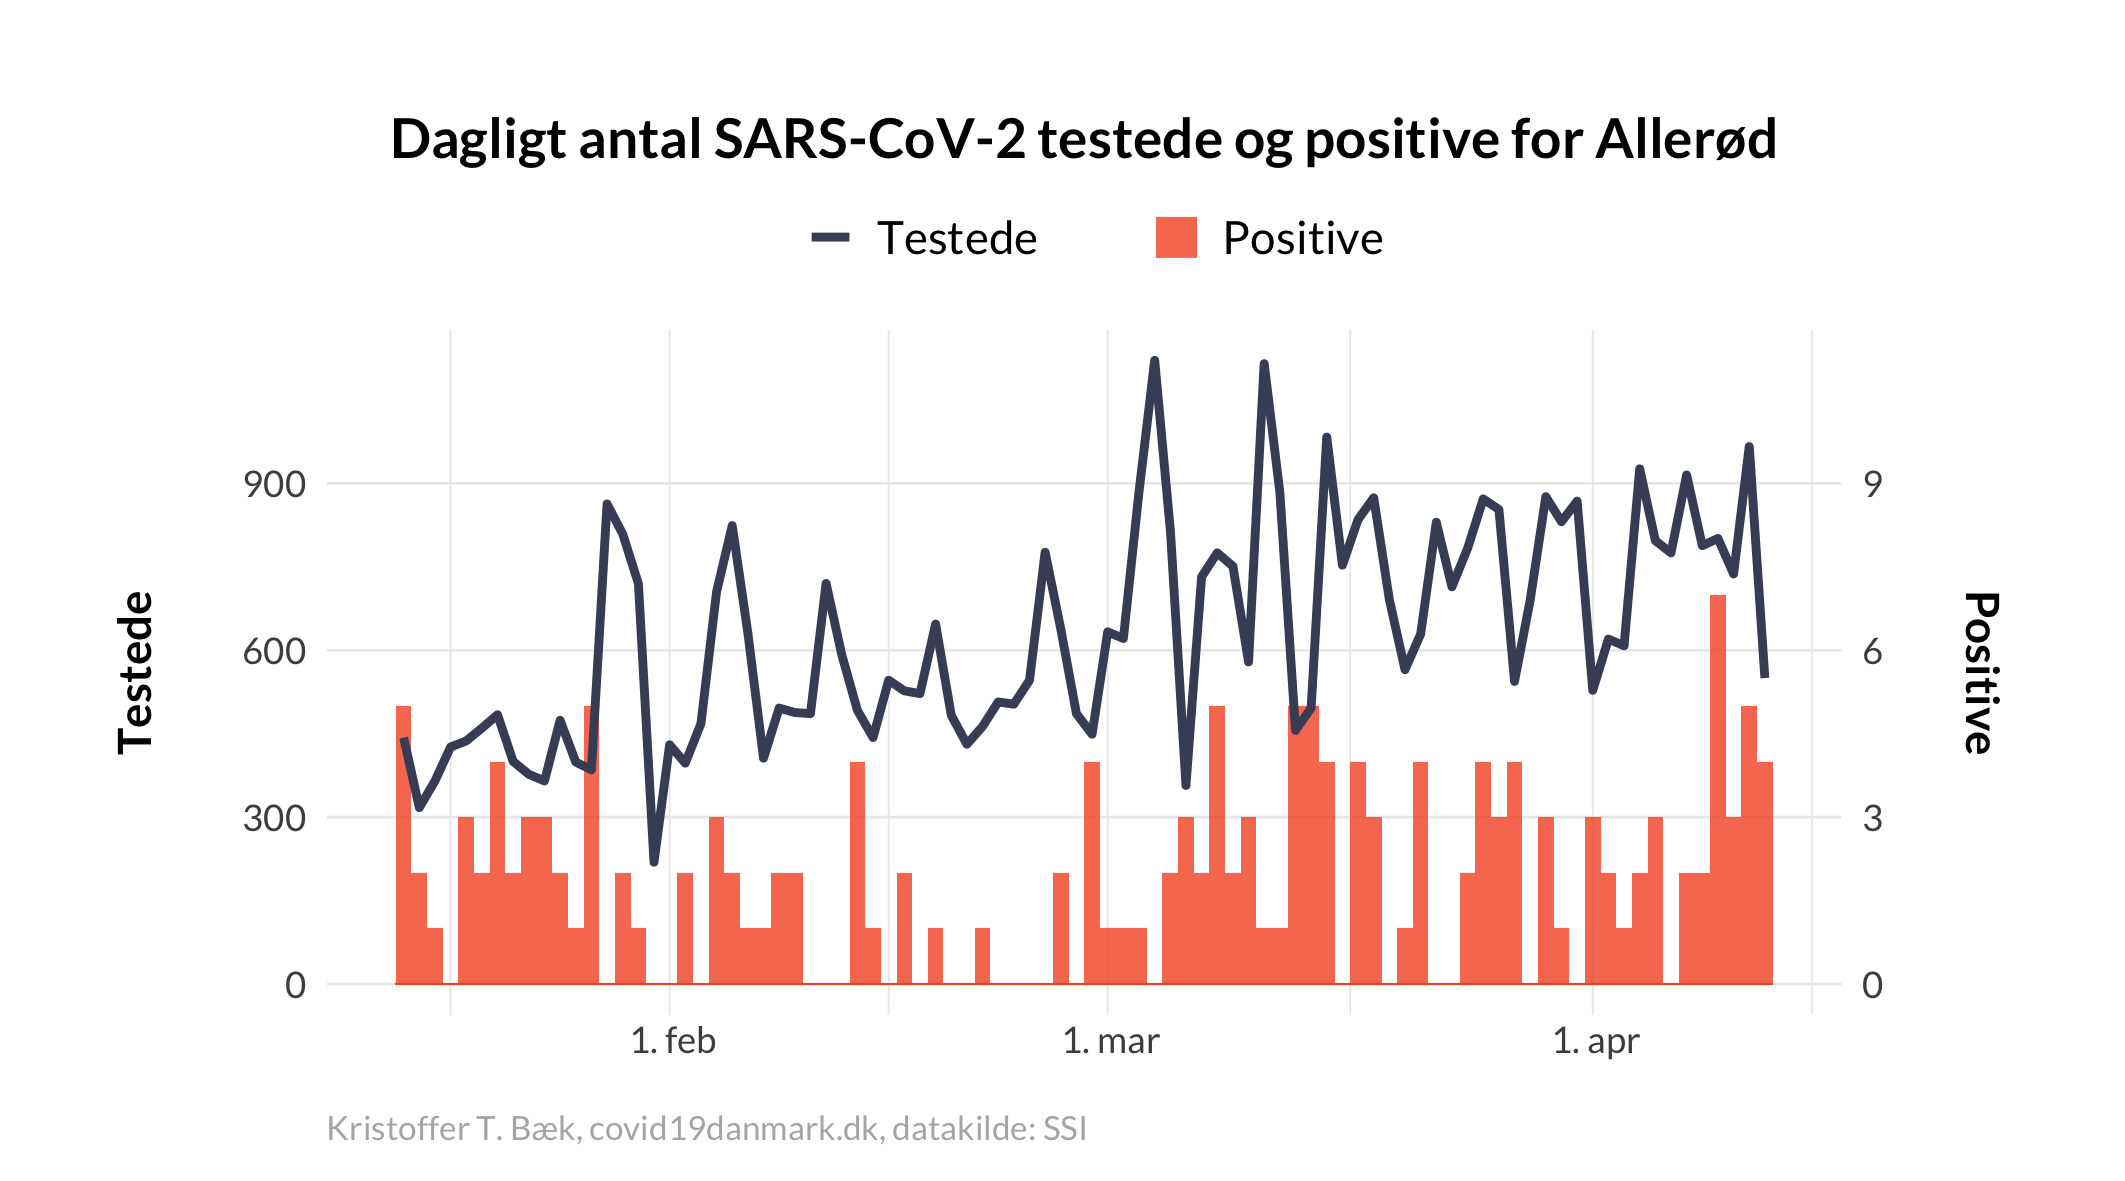 Dagligt antal SARS-CoV-2 testede og positive for Allerød
Testede
Positive
Testede
900
600
300
0
9
6
3
0
Positive
1. feb
1. mar
1. apr
Kristoffer T. Bæk, covid19danmark.dk, datakilde: SSI